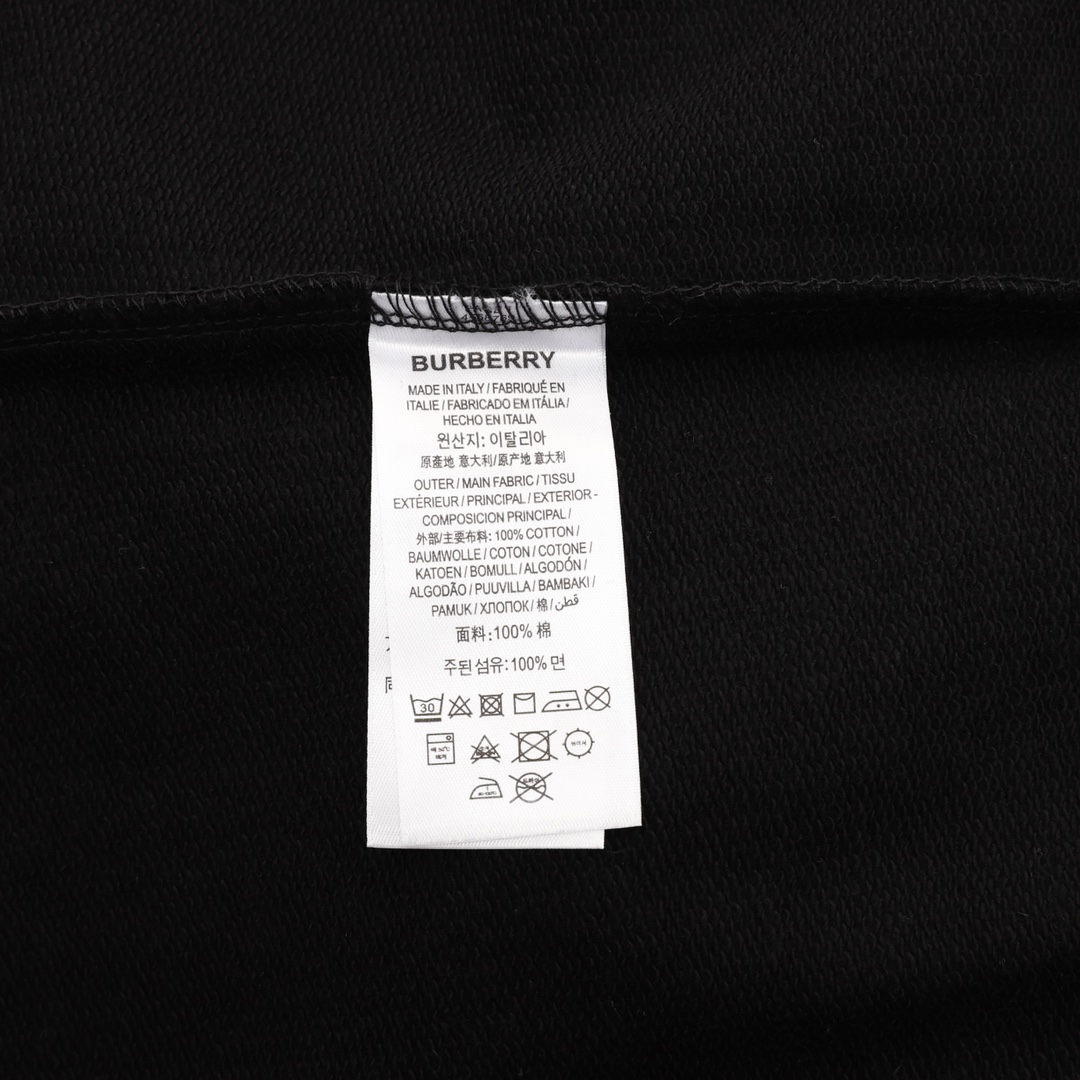 BURBERRY
MADE IN ITALY / FABRIQUÉ EN
ITALIE / FABRICADO EM ITÁLIA /
HECHO EN ITALIA
원산지: 이탈리아
原產地 意大利/原产地 意大利
OUTER / MAIN FABRIC / TISSU
EXTÉRIEUR / PRINCIPAL / EXTERIOR -
COMPOSICION PRINCIPAL /
外部/主要布料: 100% COTTON /
BAUMWOLLE / COTON / COTONE /
KATOEN / BOMULL / ALGODÓN /
ALGODÃO / PUUVILLA / BAMBAKI /
PAMUK / ХЛОПОК / 棉 / قطن
面料:100% 棉
주된 섬유:100% 면
30